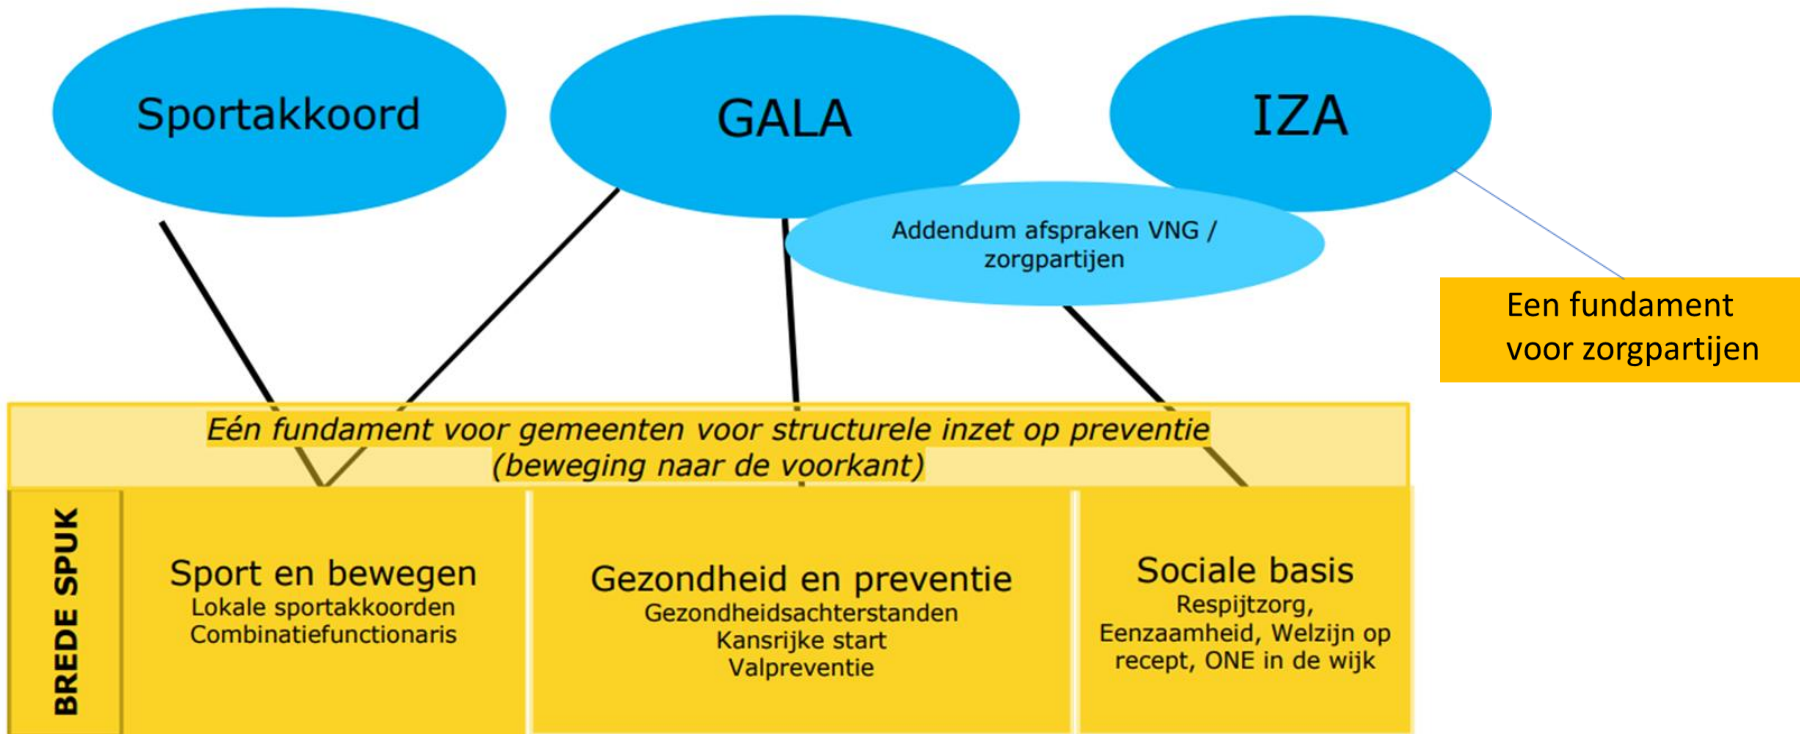 Sportakkoord
GALA
IZA
Addendum afspraken VNG /
zorgpartijen
Een fundament
voor zorgpartijen
Eén fundament voor gemeenten voor structurele inzet op preventie
(beweging naar de voorkant)
BREDE SPUK
Sport en bewegen
Lokale sportakkoorden
Combinatiefunctionaris
Gezondheid en preventie
Gezondheidsachterstanden
Kansrijke start
Valpreventie
Sociale basis
Respijtzorg,
Eenzaamheid, Welzijn op
recept, ONE in de wijk